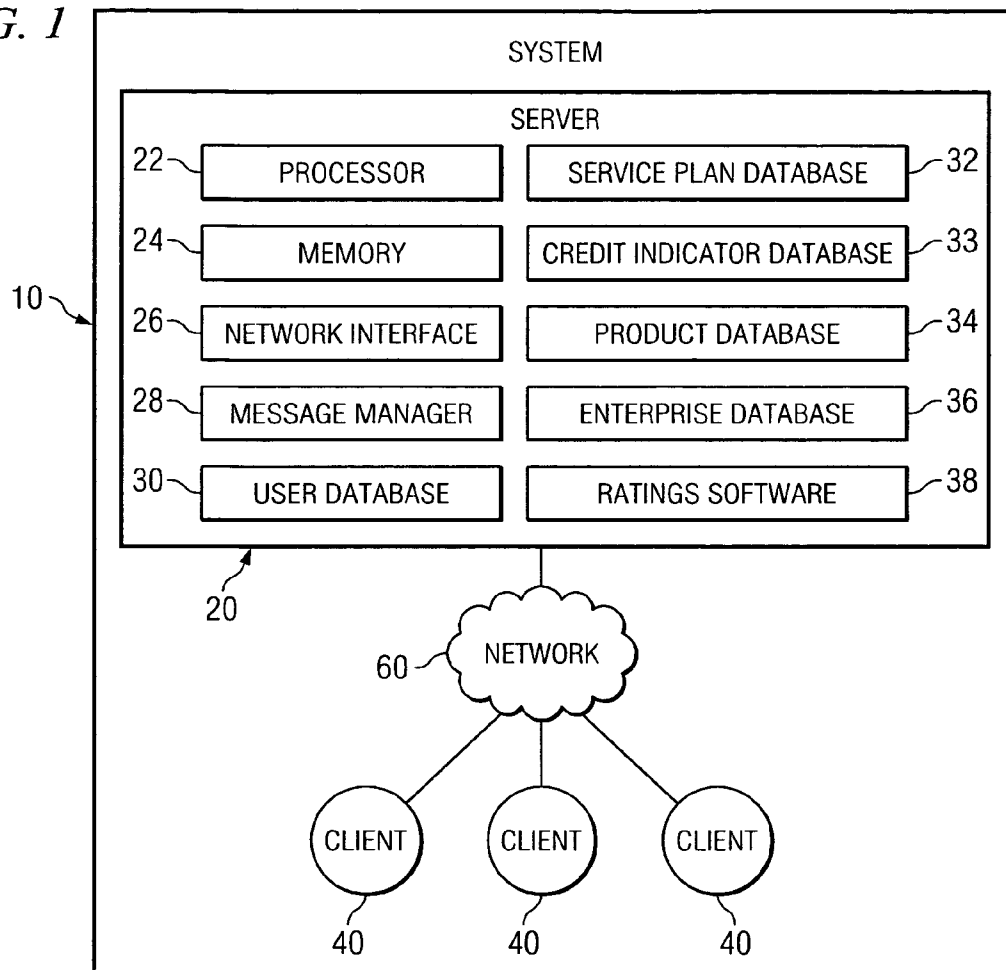 G. 1
SYSTEM
SERVER
22 PROCESSOR SERVICE PLAN DATABASE 32
24 MEMORY CREDIT INDICATOR DATABASE 33
10
26 NETWORK INTERFACE PRODUCT DATABASE 34
28 MESSAGE MANAGER ENTERPRISE DATABASE 36
30 USER DATABASE RATINGS SOFTWARE 38
20
60 NETWORK
CLIENT CLIENT CLIENT
40 40 40